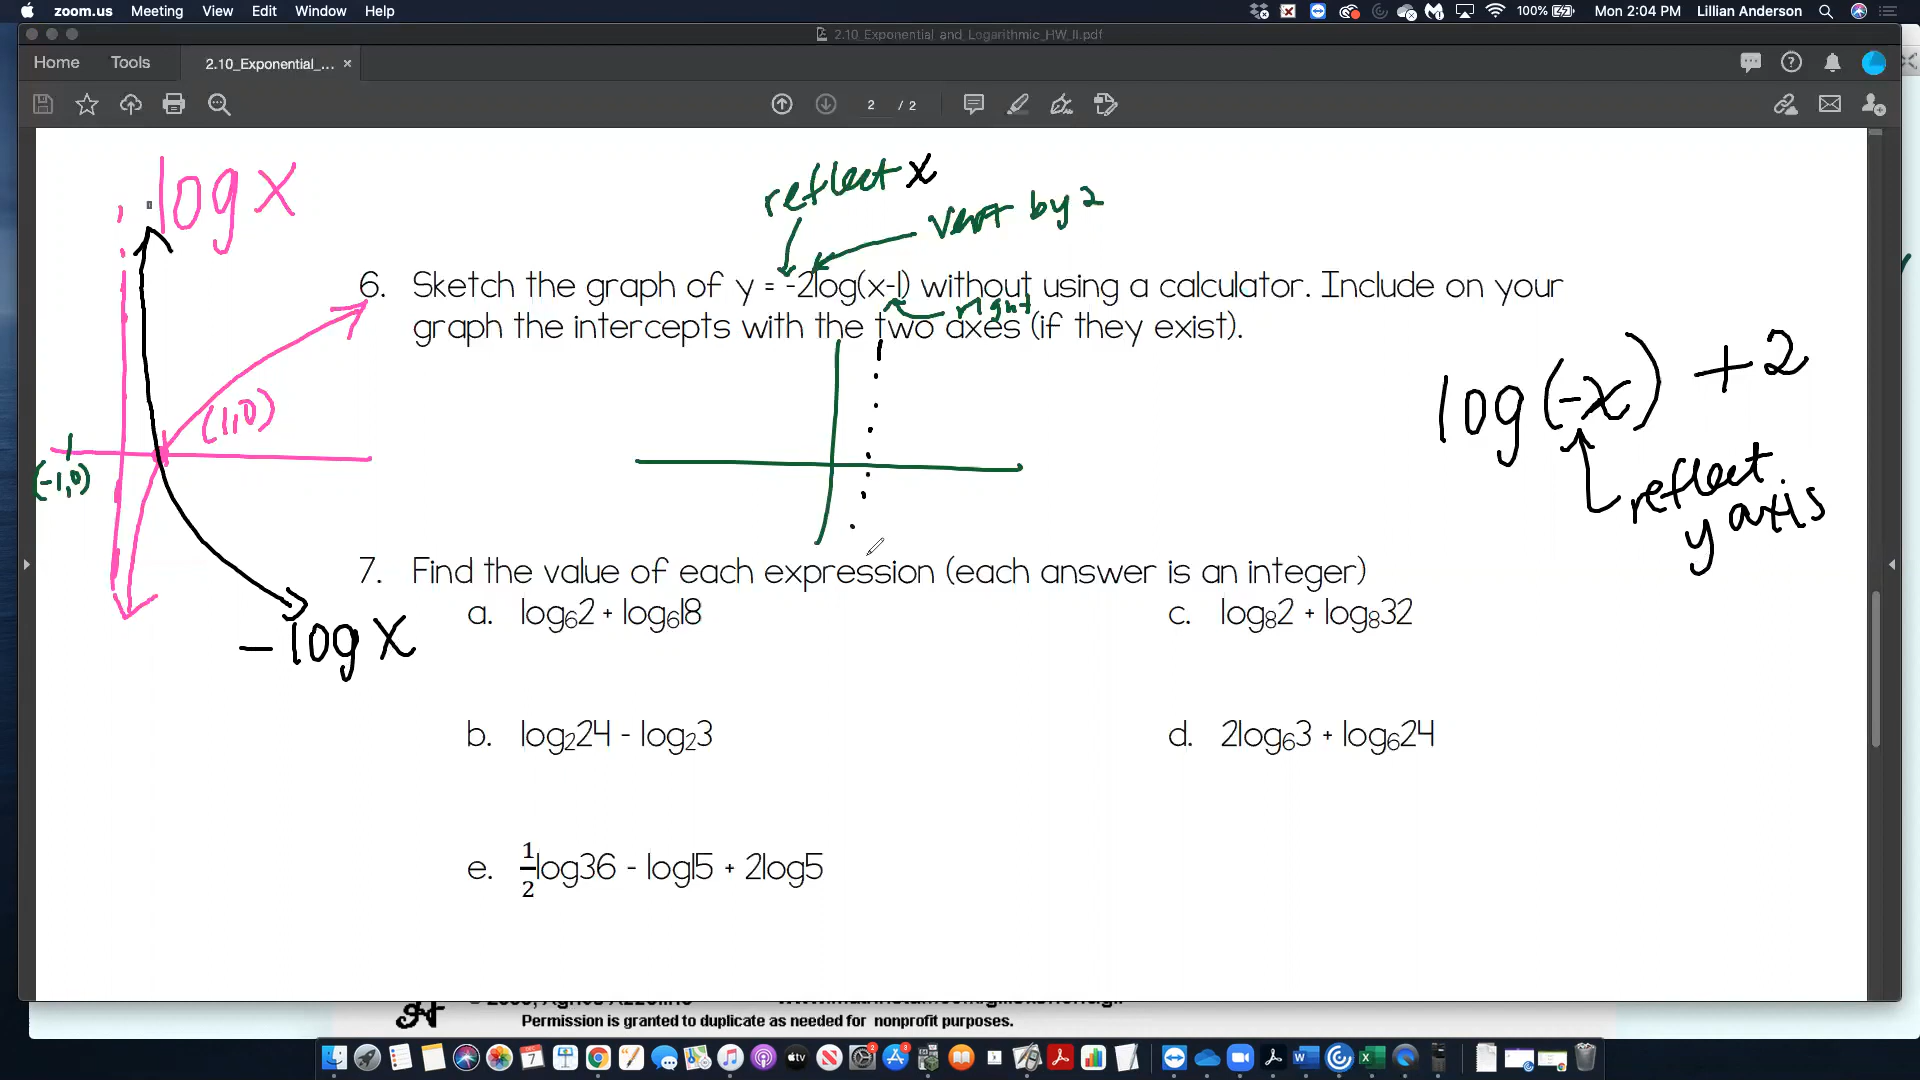 zoom.us Meeting View Edit Window Help 100% Mon 2:04 PM Lillian Anderson
2.10_Exponential_and_Logarithmic_HW_II.pdf
Home Tools 2.10_Exponential_... ×
2 / 2
log x
reflect x
vert by 2
6. Sketch the graph of y = -2log(x-1) without using a calculator. Include on your
right
graph the intercepts with the two axes (if they exist).
log(-x) + 2
(1,0)
(-1,0)
reflect
y axis
7. Find the value of each expression (each answer is an integer)
a. log₆2 + log₆18
c. log₈2 + log₈32
- log x
b. log₂24 - log₂3
d. 2log₆3 + log₆24
e. 1/2log36 - log15 + 2log5
Permission is granted to duplicate as needed for nonprofit purposes.